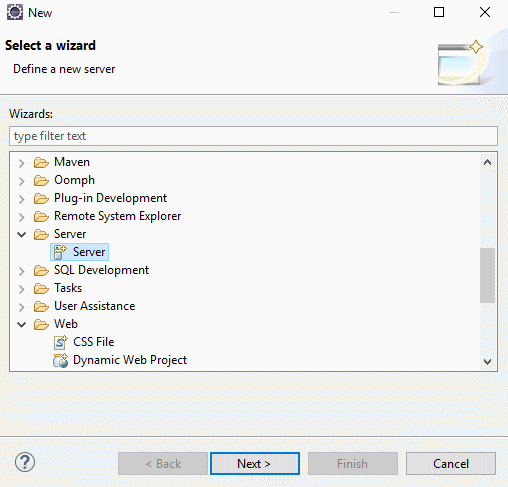 New
Select a wizard
Define a new server
Wizards:
type filter text
Maven
Oomph
Plug-in Development
Remote System Explorer
Server
Server
SQL Development
Tasks
User Assistance
Web
CSS File
Dynamic Web Project
? < Back Next > Finish Cancel